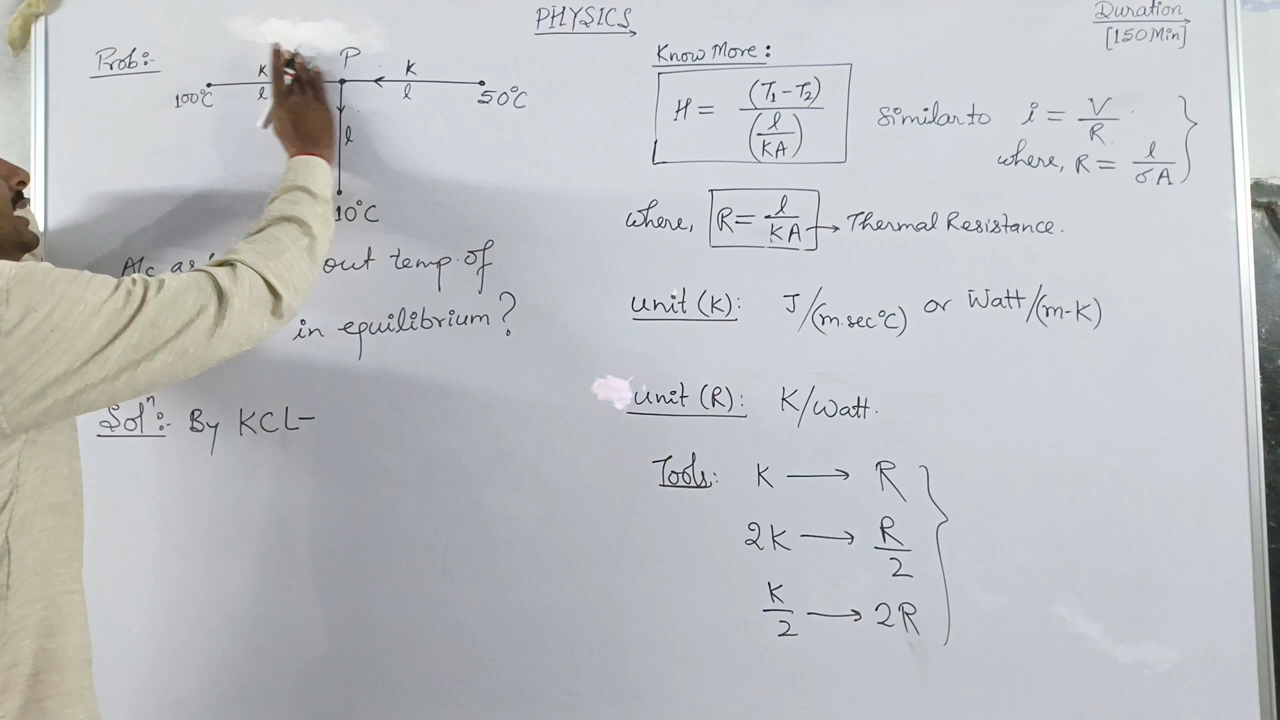 PHYSICS
Duration
[150Min]
Prob:-
K
P
K
100°C
l
l
50°C
l
10°C
A/c as out temp. of
in equilibrium?
Solⁿ:- By KCL-
Know More:
H = (T₁-T₂)/(l/KA) Similar to i = V/R
where, R = l/σA
where, R = l/KA → Thermal Resistance.
unit (K): J/(m.sec°C) or Watt/(m-K)
unit (R): K/Watt.
Tools: K → R
2K → R/2
K/2 → 2R